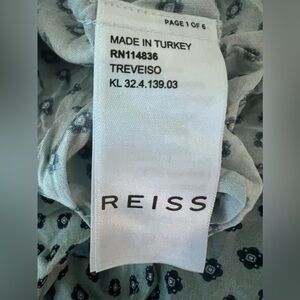 PAGE 1 OF 6
MADE IN TURKEY
RN114836
TREVEISO
KL 32.4.139.03
REISS